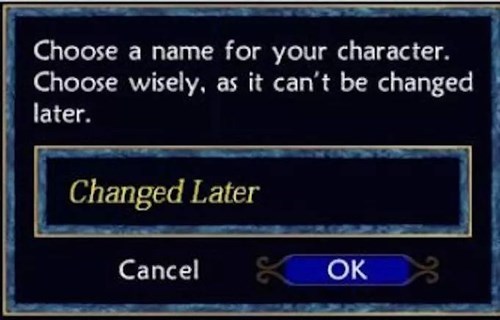 Choose a name for your character.
Choose wisely, as it can't be changed
later.
Changed Later
Cancel OK